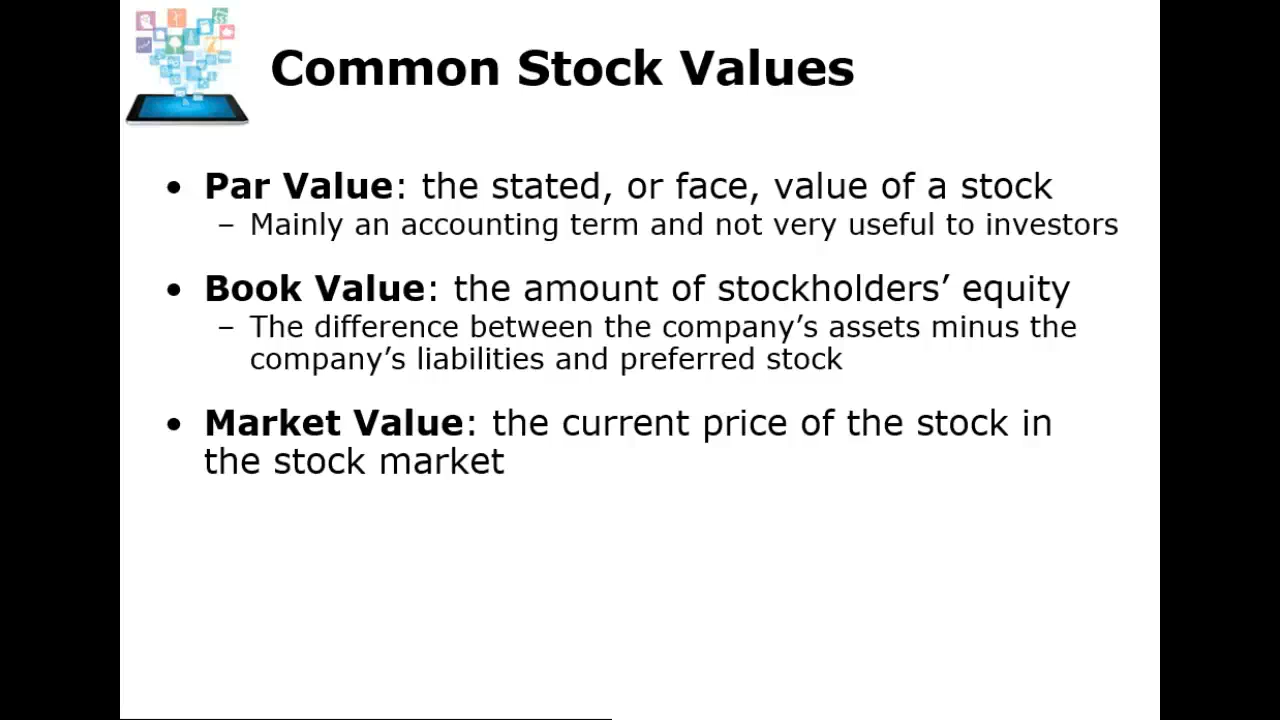 Common Stock Values
• Par Value: the stated, or face, value of a stock
– Mainly an accounting term and not very useful to investors
• Book Value: the amount of stockholders’ equity
– The difference between the company’s assets minus the
company’s liabilities and preferred stock
• Market Value: the current price of the stock in
the stock market